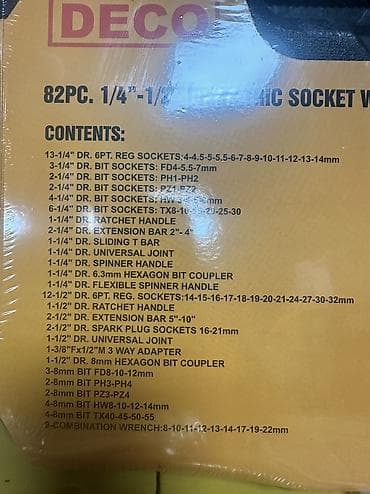 DECO
82PC. 1/4"-1/2" SOCKET
CONTENTS:
13-1/4" DR. 6PT. REG SOCKETS:4-4.5-5-5.5-6-7-8-9-10-11-12-13-14mm
3-1/4" DR. BIT SOCKETS: FD4-5.5-7mm
2-1/4" DR. BIT SOCKETS: PH1-PH2
2-1/4" DR. BIT SOCKETS: PZ1-PZ2
4-1/4" DR. BIT SOCKETS:
6-1/4" DR. BIT SOCKETS: TX8-10-15-20-25-30
1-1/4" DR. RATCHET HANDLE
2-1/4" DR. EXTENSION BAR 2"- 4"
1-1/4" DR. SLIDING T BAR
1-1/4" DR. UNIVERSAL JOINT
1-1/4" DR. SPINNER HANDLE
1-1/4" DR. 6.3mm HEXAGON BIT COUPLER
1-1/4" DR. FLEXIBLE SPINNER HANDLE
12-1/2" DR. 6PT. REG. SOCKETS:14-15-16-17-18-19-20-21-24-27-30-32mm
1-1/2" DR. RATCHET HANDLE
2-1/2" DR. EXTENSION BAR 5"-10"
2-1/2" DR. SPARK PLUG SOCKETS 16-21mm
1-1/2" DR. UNIVERSAL JOINT
1-3/8"Fx1/2"M 3 WAY ADAPTER
1-1/2" DR. 8mm HEXAGON BIT COUPLER
3-8mm BIT FD8-10-12mm
2-8mm BIT PH3-PH4
2-8mm BIT PZ3-PZ4
4-8mm BIT HW8-10-12-14mm
4-8mm BIT TX40-45-50-55
9-COMBINATION WRENCH:8-10-11-12-13-14-17-19-22mm